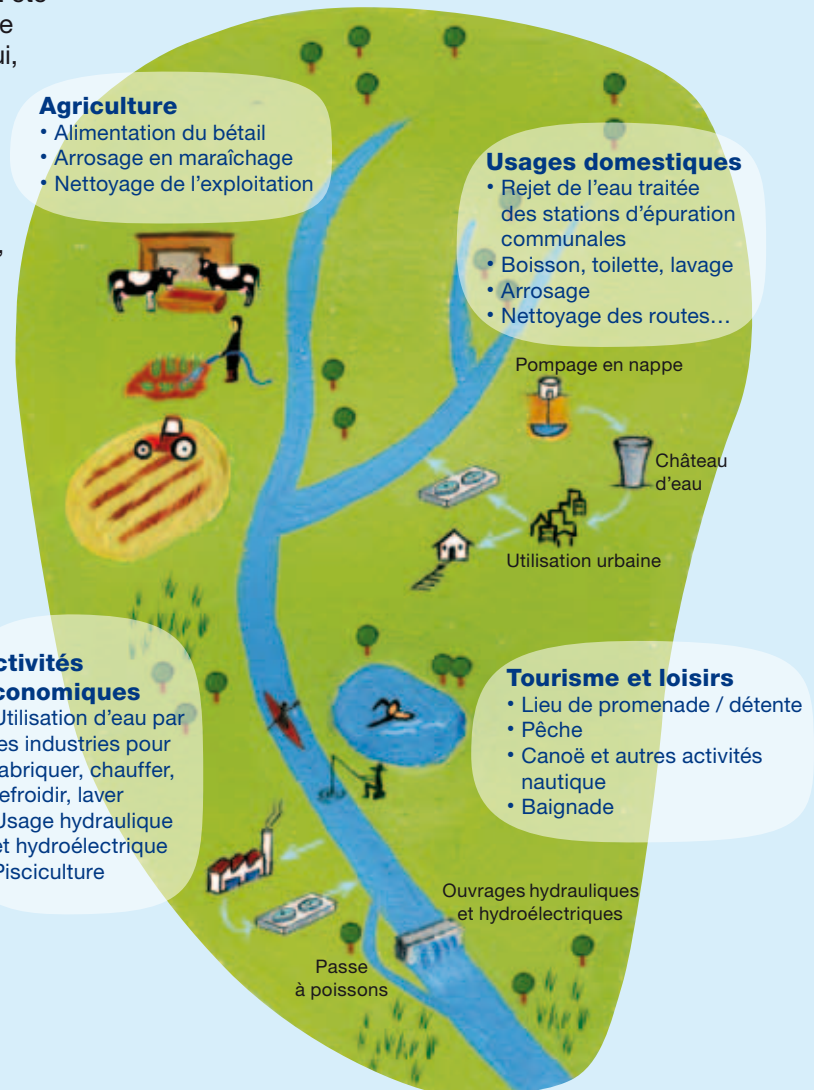 Agriculture
• Alimentation du bétail
• Arrosage en maraîchage
• Nettoyage de l'exploitation
Usages domestiques
• Rejet de l'eau traitée
des stations d'épuration
communales
• Boisson, toilette, lavage
• Arrosage
• Nettoyage des routes…
Pompage en nappe
Château
d'eau
Utilisation urbaine
ctivités
conomiques
Utilisation d'eau par
es industries pour
abriquer, chauffer,
efroidir, laver
Usage hydraulique
et hydroélectrique
Pisciculture
Tourisme et loisirs
• Lieu de promenade / détente
• Pêche
• Canoë et autres activités
nautique
• Baignade
Ouvrages hydrauliques
et hydroélectriques
Passe
à poissons